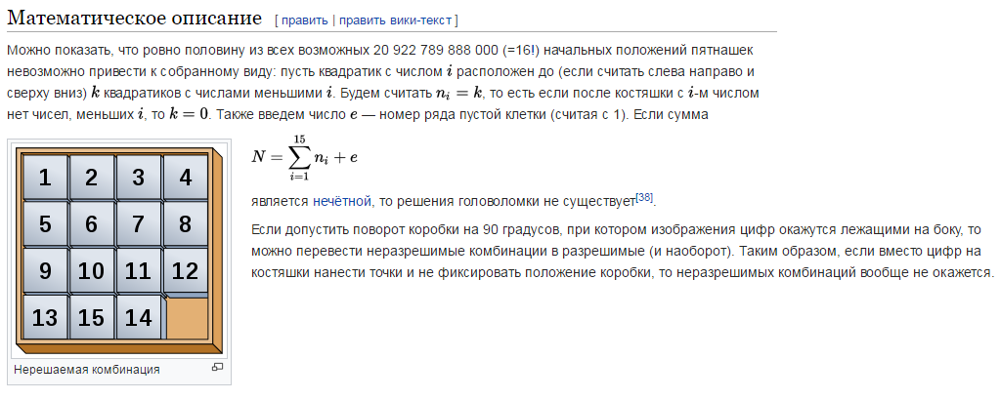 Математическое описание [ править | править вики-текст ]
Можно показать, что ровно половину из всех возможных 20 922 789 888 000 (=16!) начальных положений пятнашек
невозможно привести к собранному виду: пусть квадратик с числом i расположен до (если считать слева направо и
сверху вниз) k квадратиков с числами меньшими i. Будем считать nᵢ = k, то есть если после костяшки с i-м числом
нет чисел, меньших i, то k = 0. Также введем число e — номер ряда пустой клетки (считая с 1). Если сумма
1 2 3 4
5 6 7 8
9 10 11 12
13 15 14
Нерешаемая комбинация
15
N = ∑ nᵢ + e
i=1
является нечётной, то решения головоломки не существует[38].
Если допустить поворот коробки на 90 градусов, при котором изображения цифр окажутся лежащими на боку, то
можно перевести неразрешимые комбинации в разрешимые (и наоборот). Таким образом, если вместо цифр на
костяшки нанести точки и не фиксировать положение коробки, то неразрешимых комбинаций вообще не окажется.